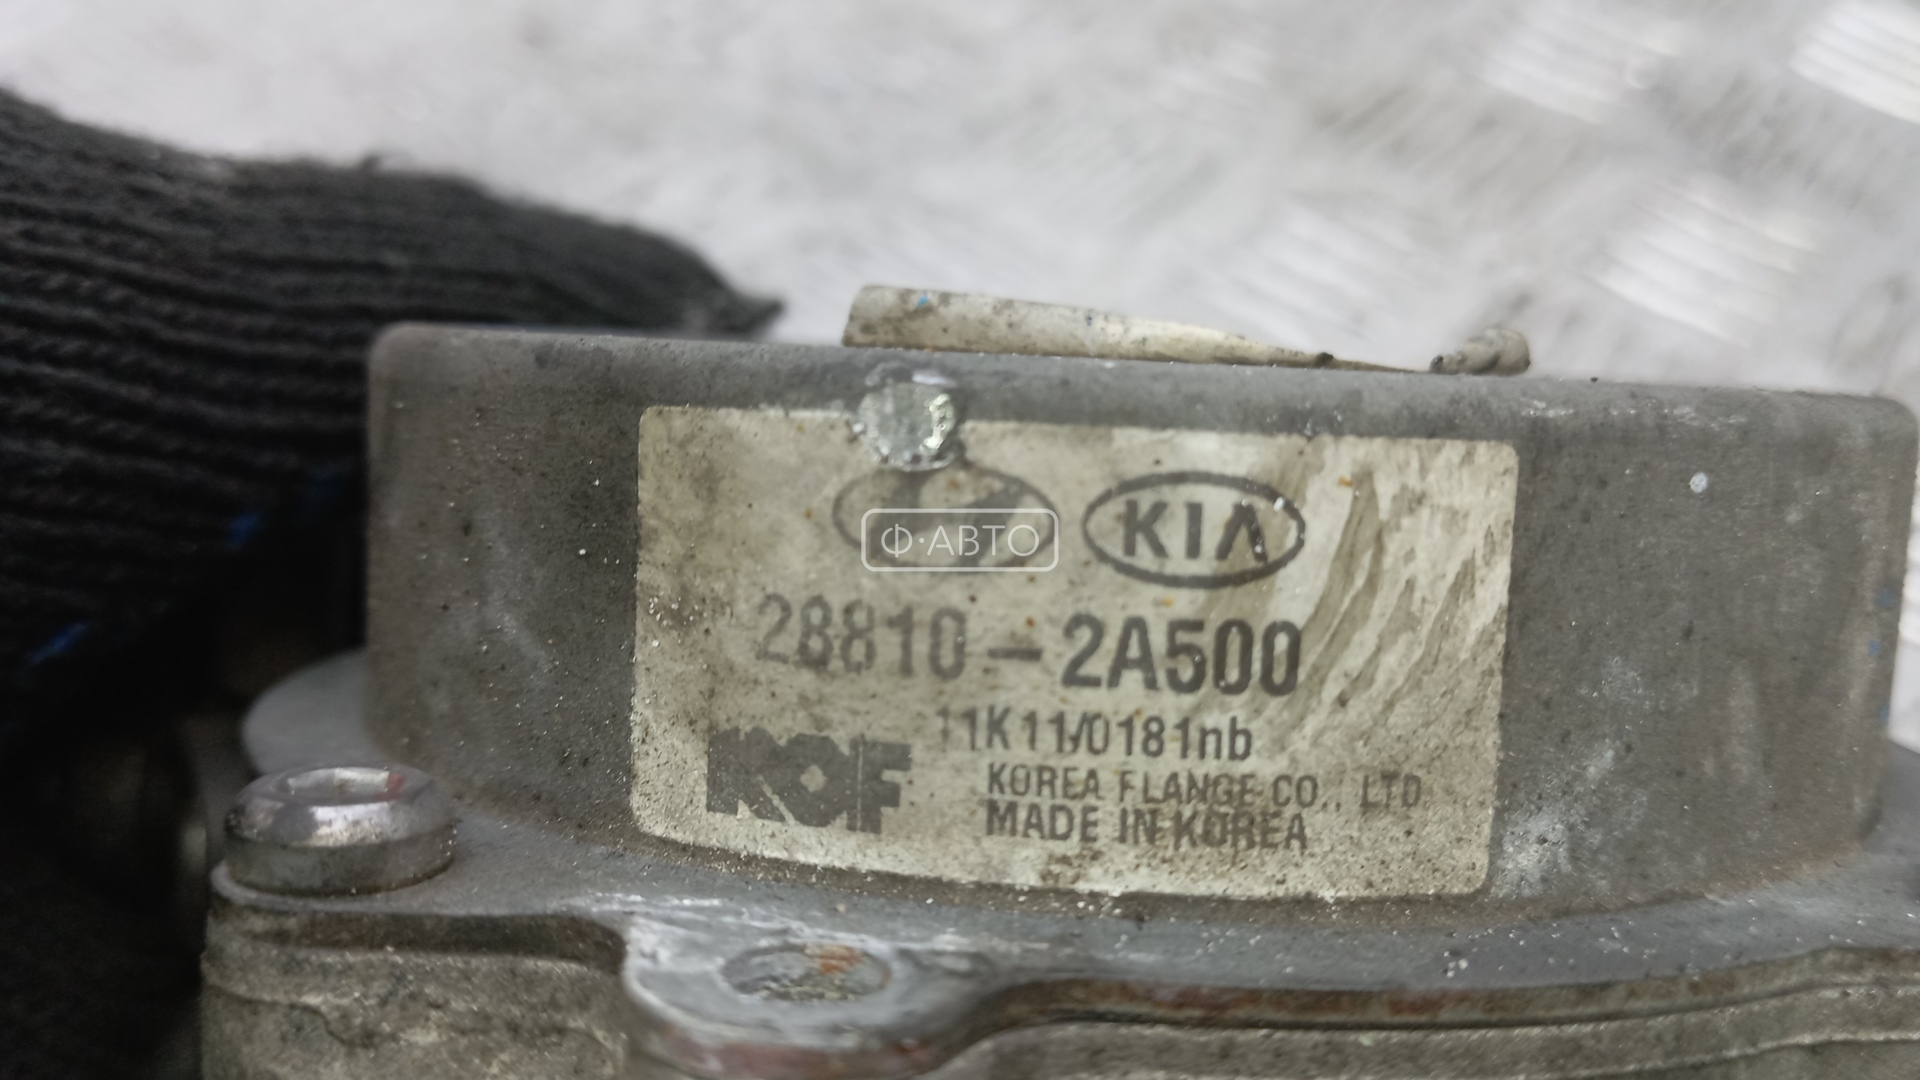 Ф·АВТО
KIA
28810-2A500
11K11/0181nb
KOF
KOREA FLANGE CO., LTD
MADE IN KOREA